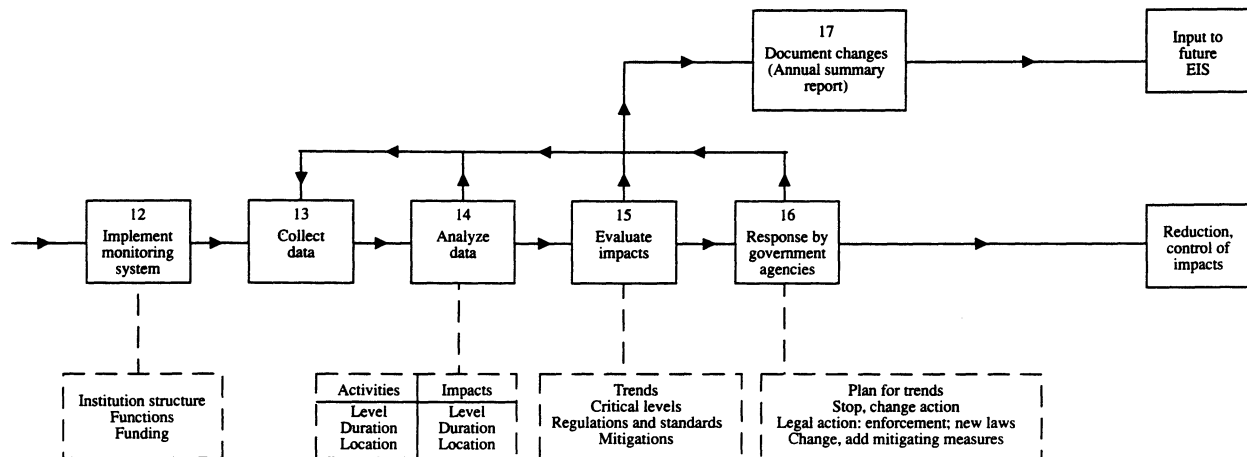 17
Document changes
(Annual summary
report)
Input to
future
EIS
12
Implement
monitoring
system
13
Collect
data
14
Analyze
data
15
Evaluate
impacts
16
Response by
government
agencies
Reduction,
control of
impacts
Institution structure
Functions
Funding
Activities
Level
Duration
Location
Impacts
Level
Duration
Location
Trends
Critical levels
Regulations and standards
Mitigations
Plan for trends
Stop, change action
Legal action: enforcement; new laws
Change, add mitigating measures